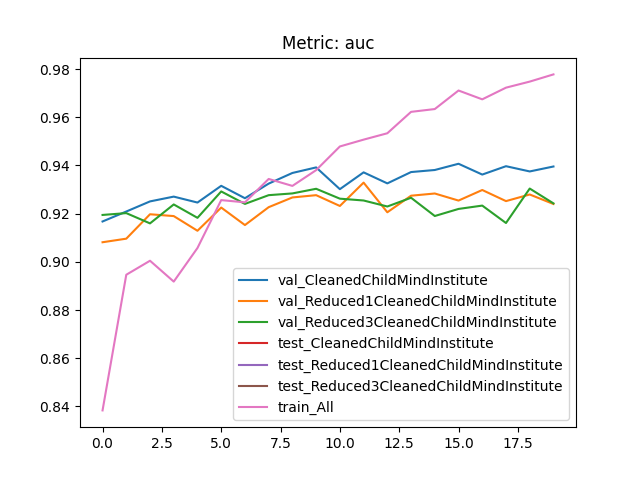 Metric: auc
0.98
0.96
0.94
0.92
0.90
0.88
0.86
0.84
val_CleanedChildMindInstitute
val_Reduced1CleanedChildMindInstitute
val_Reduced3CleanedChildMindInstitute
test_CleanedChildMindInstitute
test_Reduced1CleanedChildMindInstitute
test_Reduced3CleanedChildMindInstitute
train_All
0.0 2.5 5.0 7.5 10.0 12.5 15.0 17.5